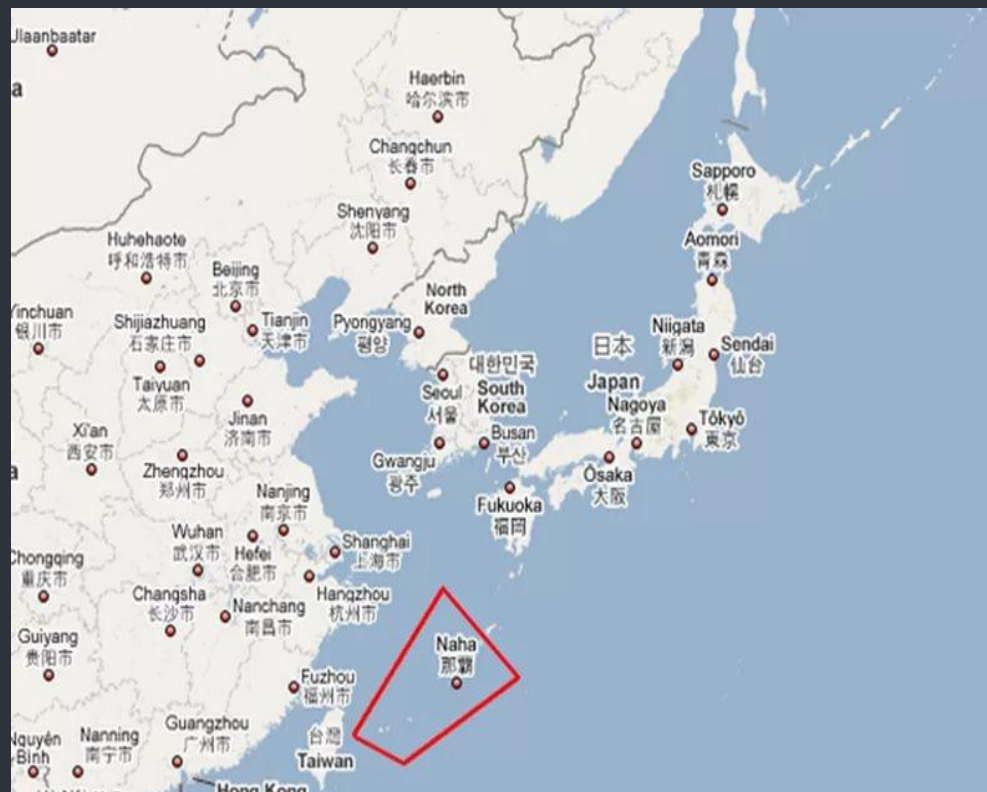 Ulaanbaatar
a
Haerbin
哈尔滨市
Changchun
长春市
Sapporo
札幌
Shenyang
沈阳市
Huhehaote
呼和浩特市
Aomori
青森
Beijing
北京市
North
Korea
Yinchuan
银川市
Shijiazhuang
石家庄市
Tianjin
天津市
Pyongyang
평양
Niigata
新潟
日本
Sendai
仙台
대한민국
Taiyuan
太原市
Seoul
서울
South
Korea
Japan
Nagoya
名古屋
Jinan
济南市
Tōkyō
東京
Xi'an
西安市
a
Busan
부산
Gwangju
광주
Zhengzhou
郑州市
Ōsaka
大阪
Nanjing
南京市
Fukuoka
福岡
Wuhan
武汉市
Hefei
合肥市
Shanghai
上海市
Chongqing
重庆市
Changsha
长沙市
Nanchang
南昌市
Hangzhou
杭州市
Guiyang
贵阳市
Naha
那覇
Fuzhou
福州市
Guangzhou
广州市
台灣
Taiwan
Nanning
南宁市
Nguyên
Bình
Hong Kong